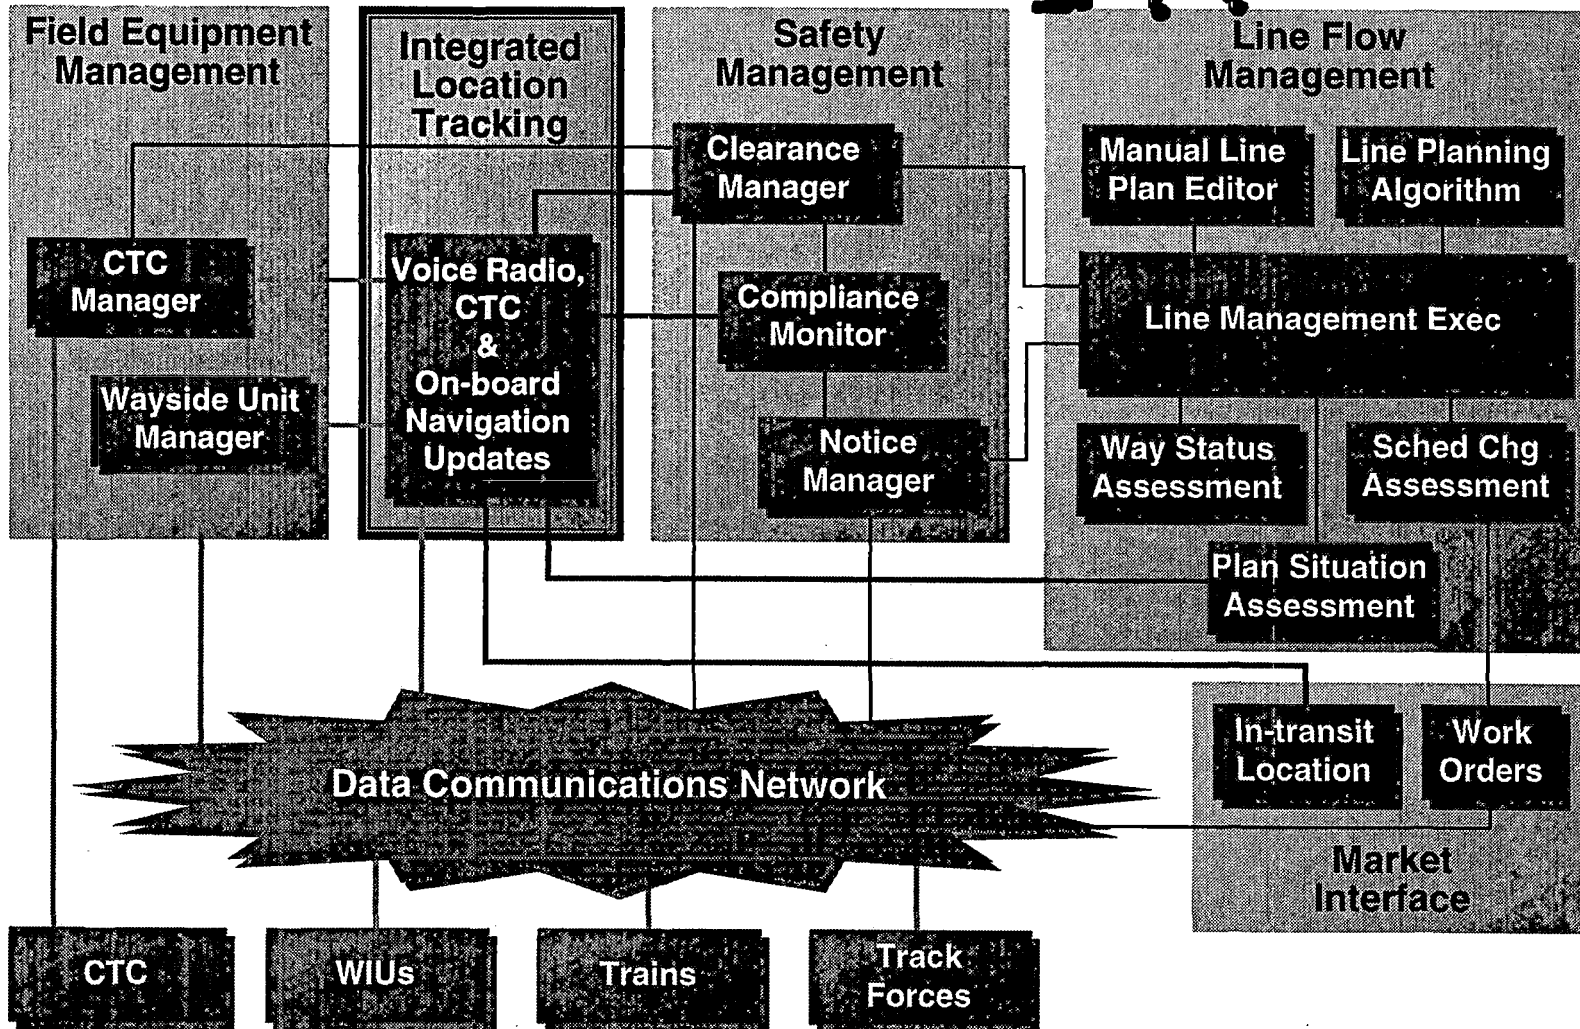 Field Equipment
Management
CTC
Manager
Wayside Unit
Manager
Integrated
Location
Tracking
Voice Radio,
CTC
&
On-board
Navigation
Updates
Safety
Management
Clearance
Manager
Compliance
Monitor
Notice
Manager
Line Flow
Management
Manual Line
Plan Editor
Line Planning
Algorithm
Line Management Exec
Way Status
Assessment
Sched Chg
Assessment
Plan Situation
Assessment
Data Communications Network
In-transit
Location
Work
Orders
Market
Interface
CTC
WIUs
Trains
Track
Forces